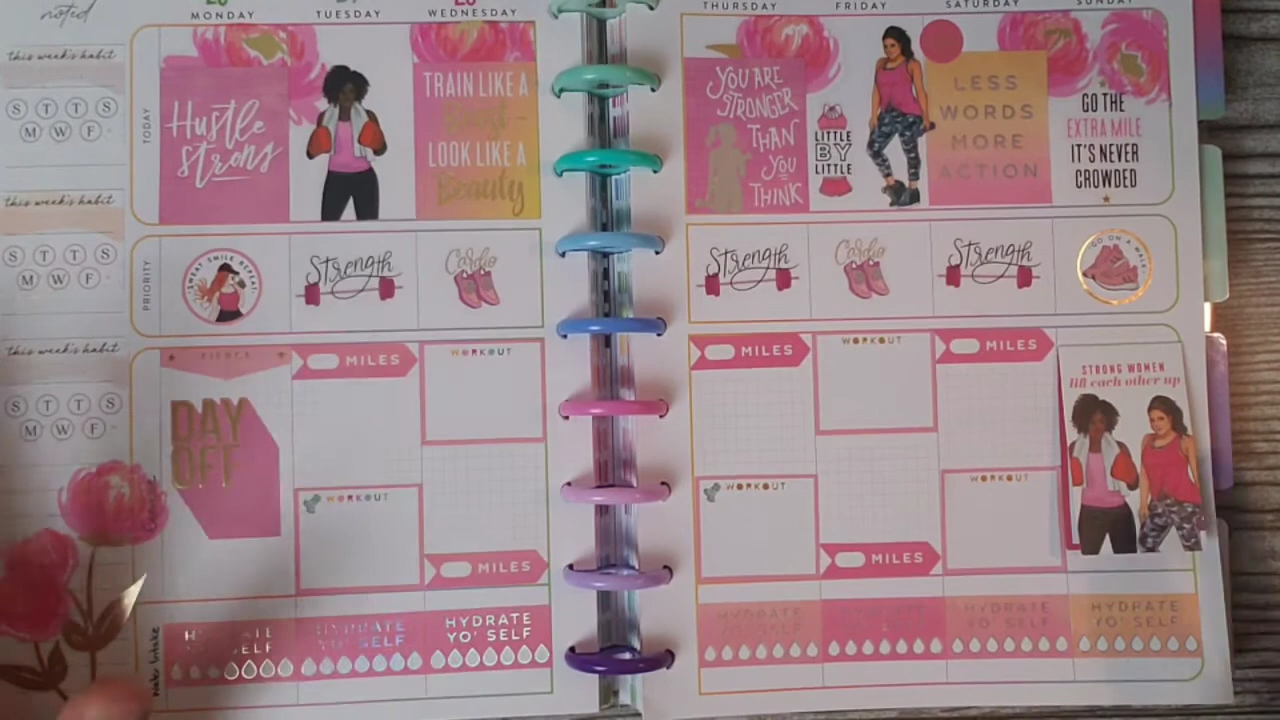 noted
MONDAY
TUESDAY
WEDNESDAY
THURSDAY
FRIDAY
SATURDAY
SUNDAY
this week's habit
S T T S
M W F
this week's habit
S T T S
M W F
this week's habit
S T T S
M W F
TODAY
Hustle
strong
TRAIN LIKE A
Beast-
LOOK LIKE A
Beauty
YOU ARE
STRONGER
THAN
YOU
THINK
LITTLE
BY
LITTLE
LESS
WORDS
MORE
ACTION
GO THE
EXTRA MILE
IT'S NEVER
CROWDED
PRIORITY
SWEAT SMILE REPEAT
Strength
Cardio
Strength
Cardio
Strength
GO ON A WALK
FIERCE
DAY
OFF
MILES
WORKOUT
WORKOUT
MILES
MILES
WORKOUT
WORKOUT
MILES
MILES
WORKOUT
STRONG WOMEN
lift each other up
HYDRATE
YO' SELF
HYDRATE
YO' SELF
HYDRATE
YO' SELF
HYDRATE
YO' SELF
HYDRATE
YO' SELF
HYDRATE
YO' SELF
HYDRATE
YO' SELF